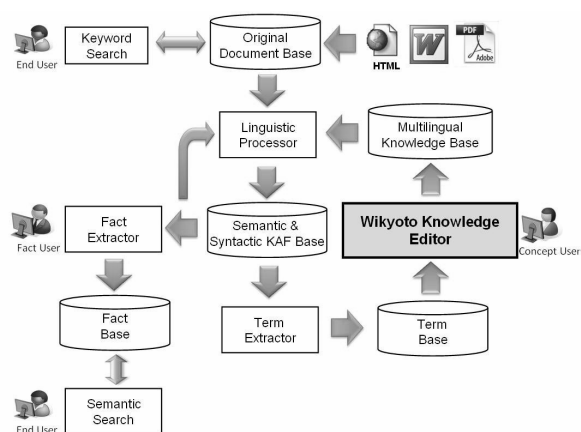 Keyword
Search
End User
Original
Document Base
HTML
W
PDF
Adobe
Linguistic
Processor
Multilingual
Knowledge Base
Fact
Extractor
Fact User
Semantic &
Syntactic KAF Base
Wikyoto Knowledge
Editor
Concept User
Fact
Base
Term
Extractor
Term
Base
Semantic
Search
End User